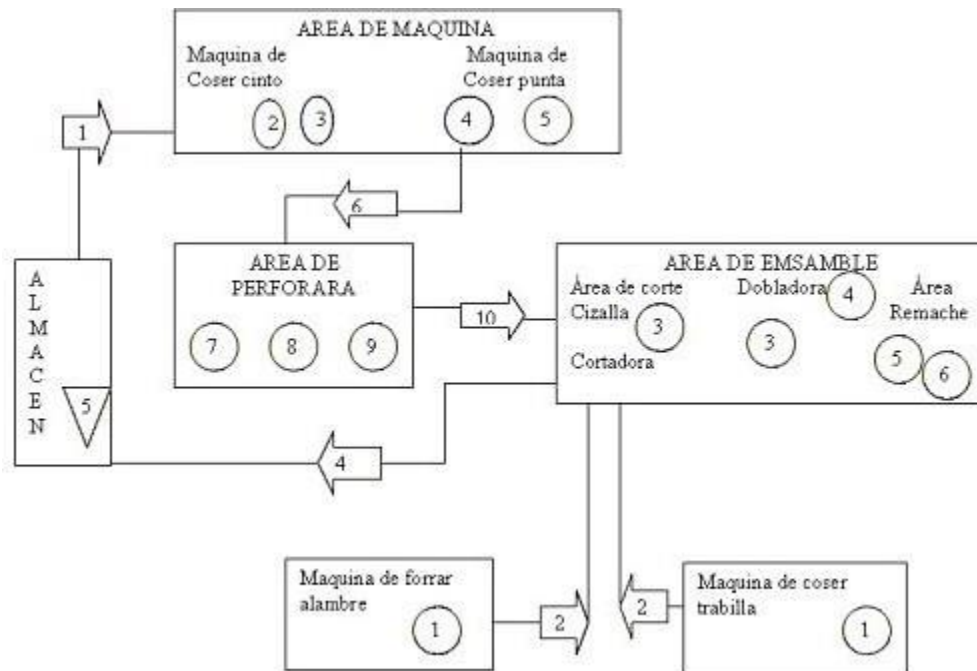 AREA DE MAQUINA
Maquina de
Coser cinto
Maquina de
Coser punta
2
3
4
5
1
6
ALMACEN
5
AREA DE
PERFORARA
7
8
9
10
AREA DE EMSAMBLE
Área de corte
Cizalla
3
Cortadora
Dobladora
4
3
Área
Remache
5
6
4
Maquina de forrar
alambre
1
2
2
Maquina de coser
trabilla
1